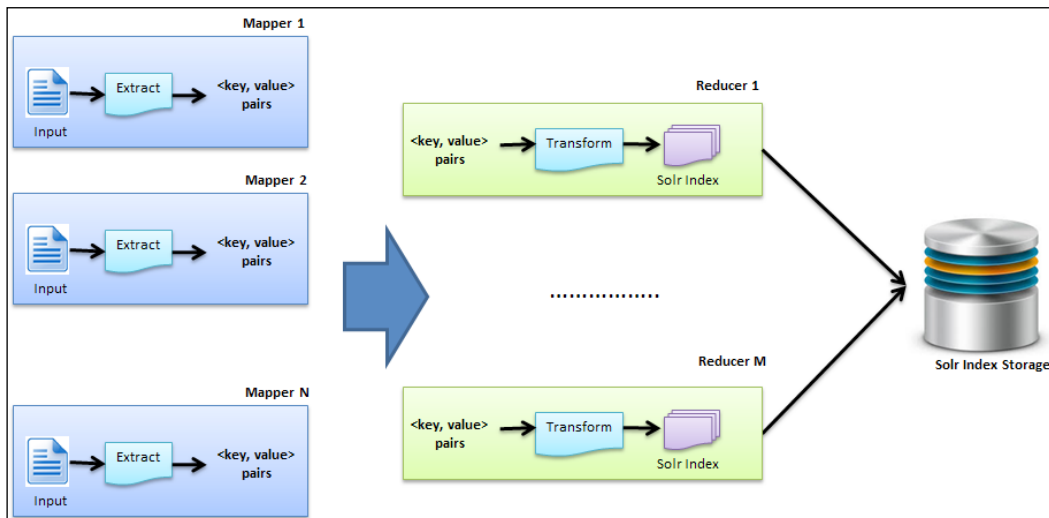 Mapper 1
Extract
<key, value>
pairs
Input
Mapper 2
Extract
<key, value>
pairs
Input
Mapper N
Extract
<key, value>
pairs
Input
Reducer 1
<key, value>
pairs
Transform
Solr Index
................
Reducer M
<key, value>
pairs
Transform
Solr Index
Solr Index Storage